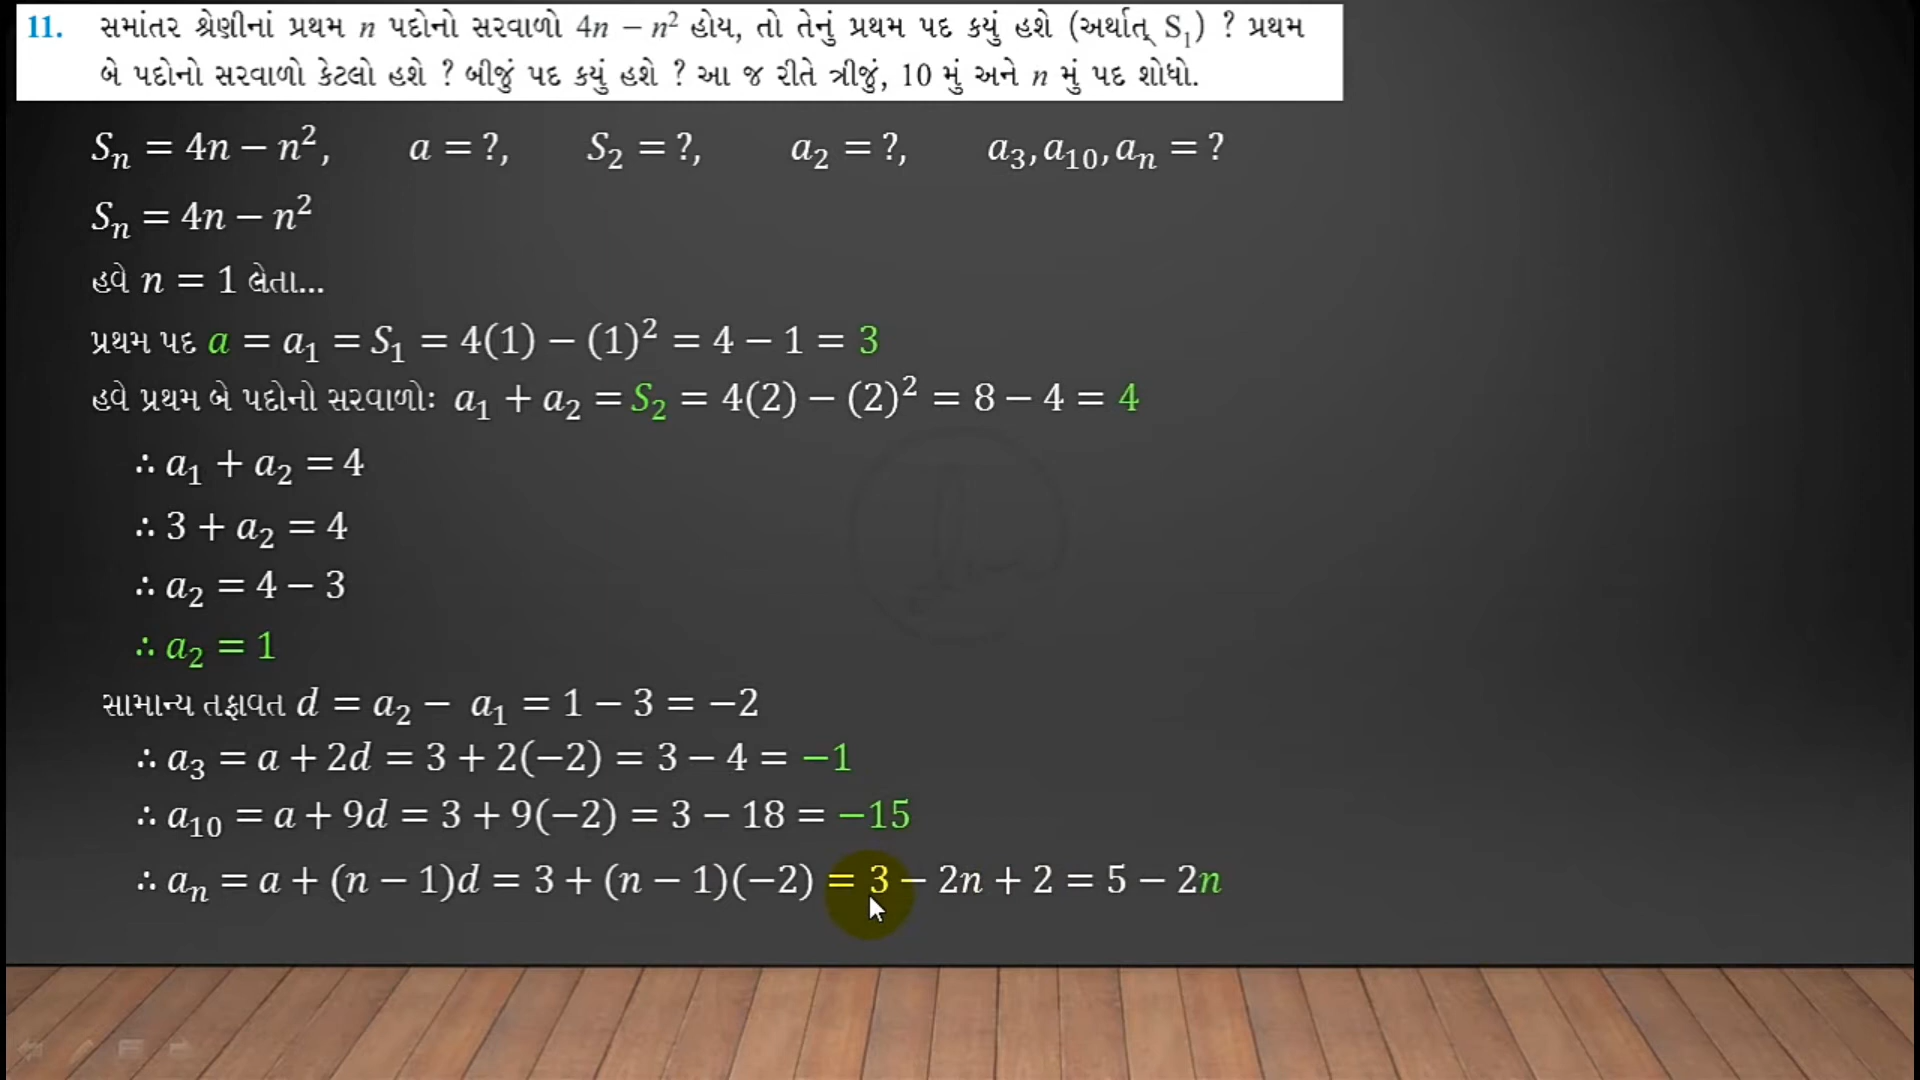 11. સમાંતર શ્રેણીનાં પ્રથમ n પદોનો સરવાળો 4n − n² હોય, તો તેનું પ્રથમ પદ કયું હશે (અર્થાત્ S₁) ? પ્રથમ
બે પદોનો સરવાળો કેટલો હશે ? બીજું પદ કયું હશે ? આ જ રીતે ત્રીજું, 10 મું અને n મું પદ શોધો.
Sₙ = 4n − n², a = ?, S₂ = ?, a₂ = ?, a₃, a₁₀, aₙ = ?
Sₙ = 4n − n²
હવે n = 1 લેતા...
પ્રથમ પદ a = a₁ = S₁ = 4(1) − (1)² = 4 − 1 = 3
હવે પ્રથમ બે પદોનો સરવાળોઃ a₁ + a₂ = S₂ = 4(2) − (2)² = 8 − 4 = 4
∴ a₁ + a₂ = 4
∴ 3 + a₂ = 4
∴ a₂ = 4 − 3
∴ a₂ = 1
સામાન્ય તફાવત d = a₂ − a₁ = 1 − 3 = −2
∴ a₃ = a + 2d = 3 + 2(−2) = 3 − 4 = −1
∴ a₁₀ = a + 9d = 3 + 9(−2) = 3 − 18 = −15
∴ aₙ = a + (n − 1)d = 3 + (n − 1)(−2) = 3 − 2n + 2 = 5 − 2n